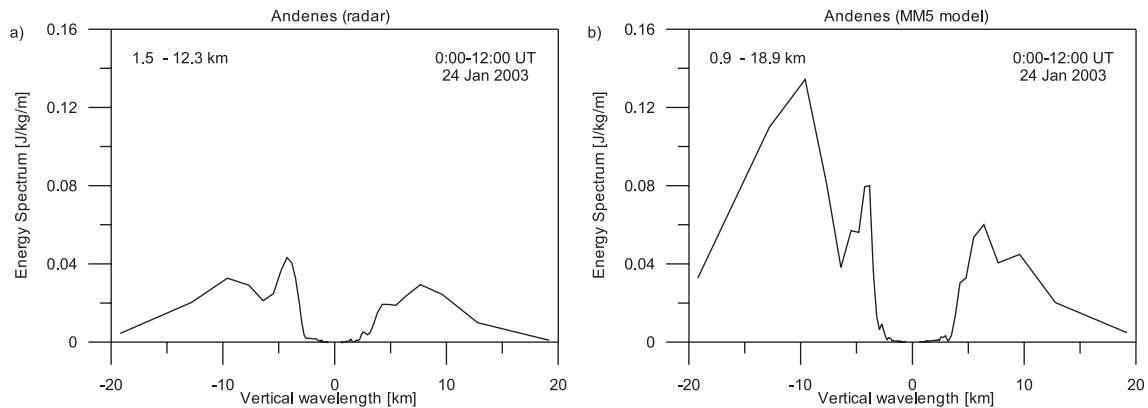 Andenes (radar)
a)
1.5 - 12.3 km
0:00-12:00 UT
24 Jan 2003
Energy Spectrum [J/kg/m]
0.16
0.12
0.08
0.04
0
-20 -10 0 10 20
Vertical wavelength [km]
Andenes (MM5 model)
b)
0.9 - 18.9 km
0:00-12:00 UT
24 Jan 2003
Energy Spectrum [J/kg/m]
0.16
0.12
0.08
0.04
0
-20 -10 0 10 20
Vertical wavelength [km]